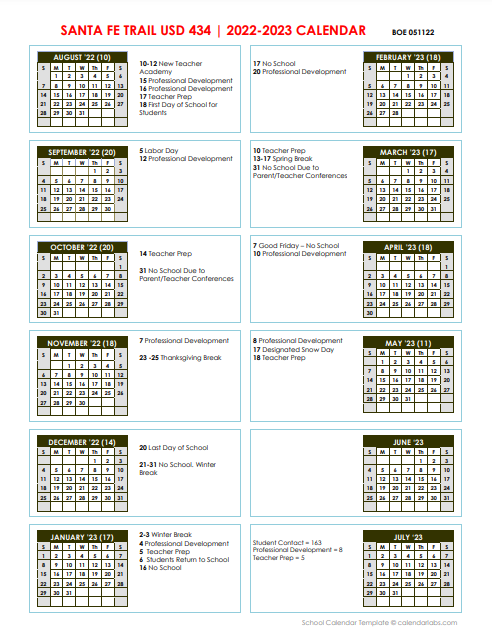 SANTA FE TRAIL USD 434 | 2022-2023 CALENDAR BOE 051122
AUGUST '22 (10)
S M T W Th F S
1 2 3 4 5 6
7 8 9 10 11 12 13
14 15 16 17 18 19 20
21 22 23 24 25 26 27
28 29 30 31
10-12 New Teacher
Academy
15 Professional Development
16 Professional Development
17 Teacher Prep
18 First Day of School for
Students
17 No School
20 Professional Development
FEBRUARY '23 (18)
S M T W Th F S
1 2 3 4
5 6 7 8 9 10 11
12 13 14 15 16 17 18
19 20 21 22 23 24 25
26 27 28
SEPTEMBER '22 (20)
S M T W Th F S
1 2 3
4 5 6 7 8 9 10
11 12 13 14 15 16 17
18 19 20 21 22 23 24
25 26 27 28 29 30
5 Labor Day
12 Professional Development
10 Teacher Prep
13-17 Spring Break
31 No School Due to
Parent/Teacher Conferences
MARCH '23 (17)
S M T W Th F S
1 2 3 4
5 6 7 8 9 10 11
12 13 14 15 16 17 18
19 20 21 22 23 24 25
26 27 28 29 30 31
OCTOBER '22 (20)
S M T W Th F S
1
2 3 4 5 6 7 8
9 10 11 12 13 14 15
16 17 18 19 20 21 22
23 24 25 26 27 28 29
30 31
14 Teacher Prep
31 No School Due to
Parent/Teacher Conferences
7 Good Friday – No School
10 Professional Development
APRIL '23 (18)
S M T W Th F S
1
2 3 4 5 6 7 8
9 10 11 12 13 14 15
16 17 18 19 20 21 22
23 24 25 26 27 28 29
30
NOVEMBER '22 (18)
S M T W Th F S
1 2 3 4 5
6 7 8 9 10 11 12
13 14 15 16 17 18 19
20 21 22 23 24 25 26
27 28 29 30
7 Professional Development
23 -25 Thanksgiving Break
8 Professional Development
17 Designated Snow Day
18 Teacher Prep
MAY '23 (11)
S M T W Th F S
1 2 3 4 5 6
7 8 9 10 11 12 13
14 15 16 17 18 19 20
21 22 23 24 25 26 27
28 29 30 31
DECEMBER '22 (14)
S M T W Th F S
1 2 3
4 5 6 7 8 9 10
11 12 13 14 15 16 17
18 19 20 21 22 23 24
25 26 27 28 29 30 31
20 Last Day of School
21-31 No School. Winter
Break
JUNE '23
S M T W Th F S
1 2 3
4 5 6 7 8 9 10
11 12 13 14 15 16 17
18 19 20 21 22 23 24
25 26 27 28 29 30 31
JANUARY '23 (17)
S M T W Th F S
1 2 3 4 5 6 7
8 9 10 11 12 13 14
15 16 17 18 19 20 21
22 23 24 25 26 27 28
29 30 31
2-3 Winter Break
4 Professional Development
5 Teacher Prep
6 Students Return to School
16 No School
Student Contact = 163
Professional Development = 8
Teacher Prep = 5
JULY '23
S M T W Th F S
1 2 3 4 5 6 7
8 9 10 11 12 13 14
15 16 17 18 19 20 21
22 23 24 25 26 27 28
29 30 31
School Calendar Template © calendarlabs.com